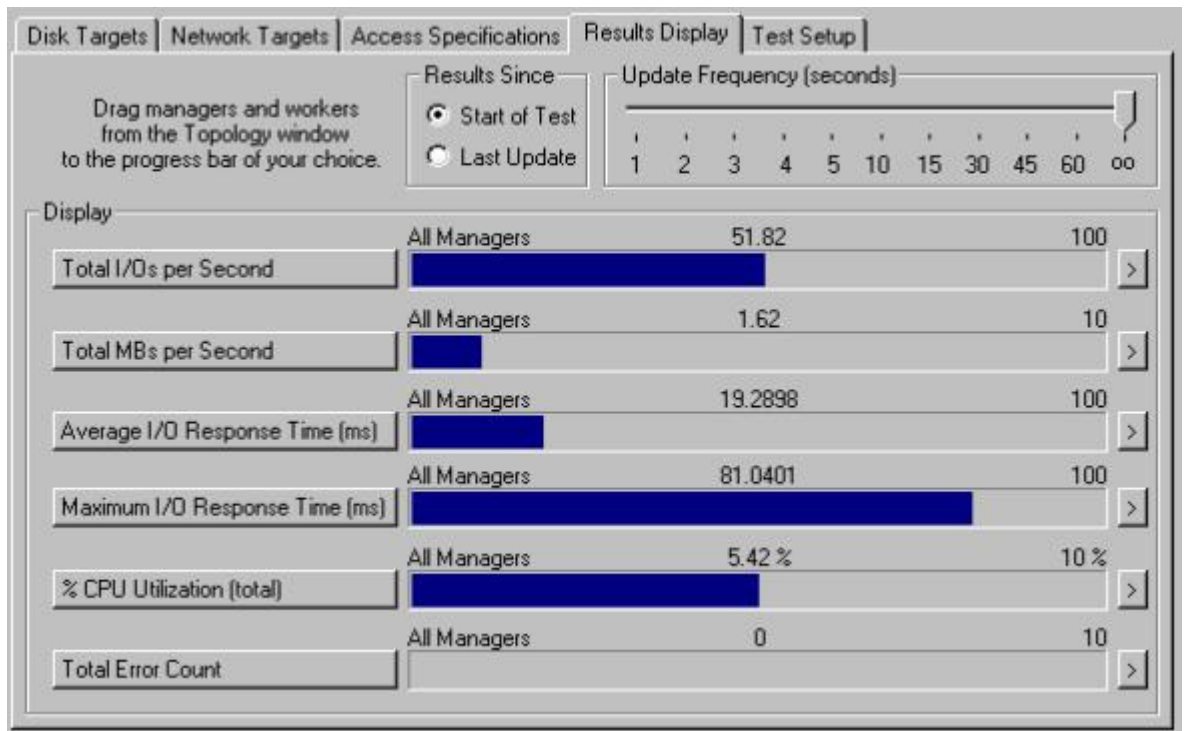 Disk Targets Network Targets Access Specifications Results Display Test Setup
Drag managers and workers
from the Topology window
to the progress bar of your choice.
Results Since
Start of Test
Last Update
Update Frequency (seconds)
1 2 3 4 5 10 15 30 45 60 oo
Display
All Managers 51.82 100
Total I/Os per Second >
All Managers 1.62 10
Total MBs per Second >
All Managers 19.2898 100
Average I/O Response Time (ms) >
All Managers 81.0401 100
Maximum I/O Response Time (ms) >
All Managers 5.42 % 10 %
% CPU Utilization (total) >
All Managers 0 10
Total Error Count >